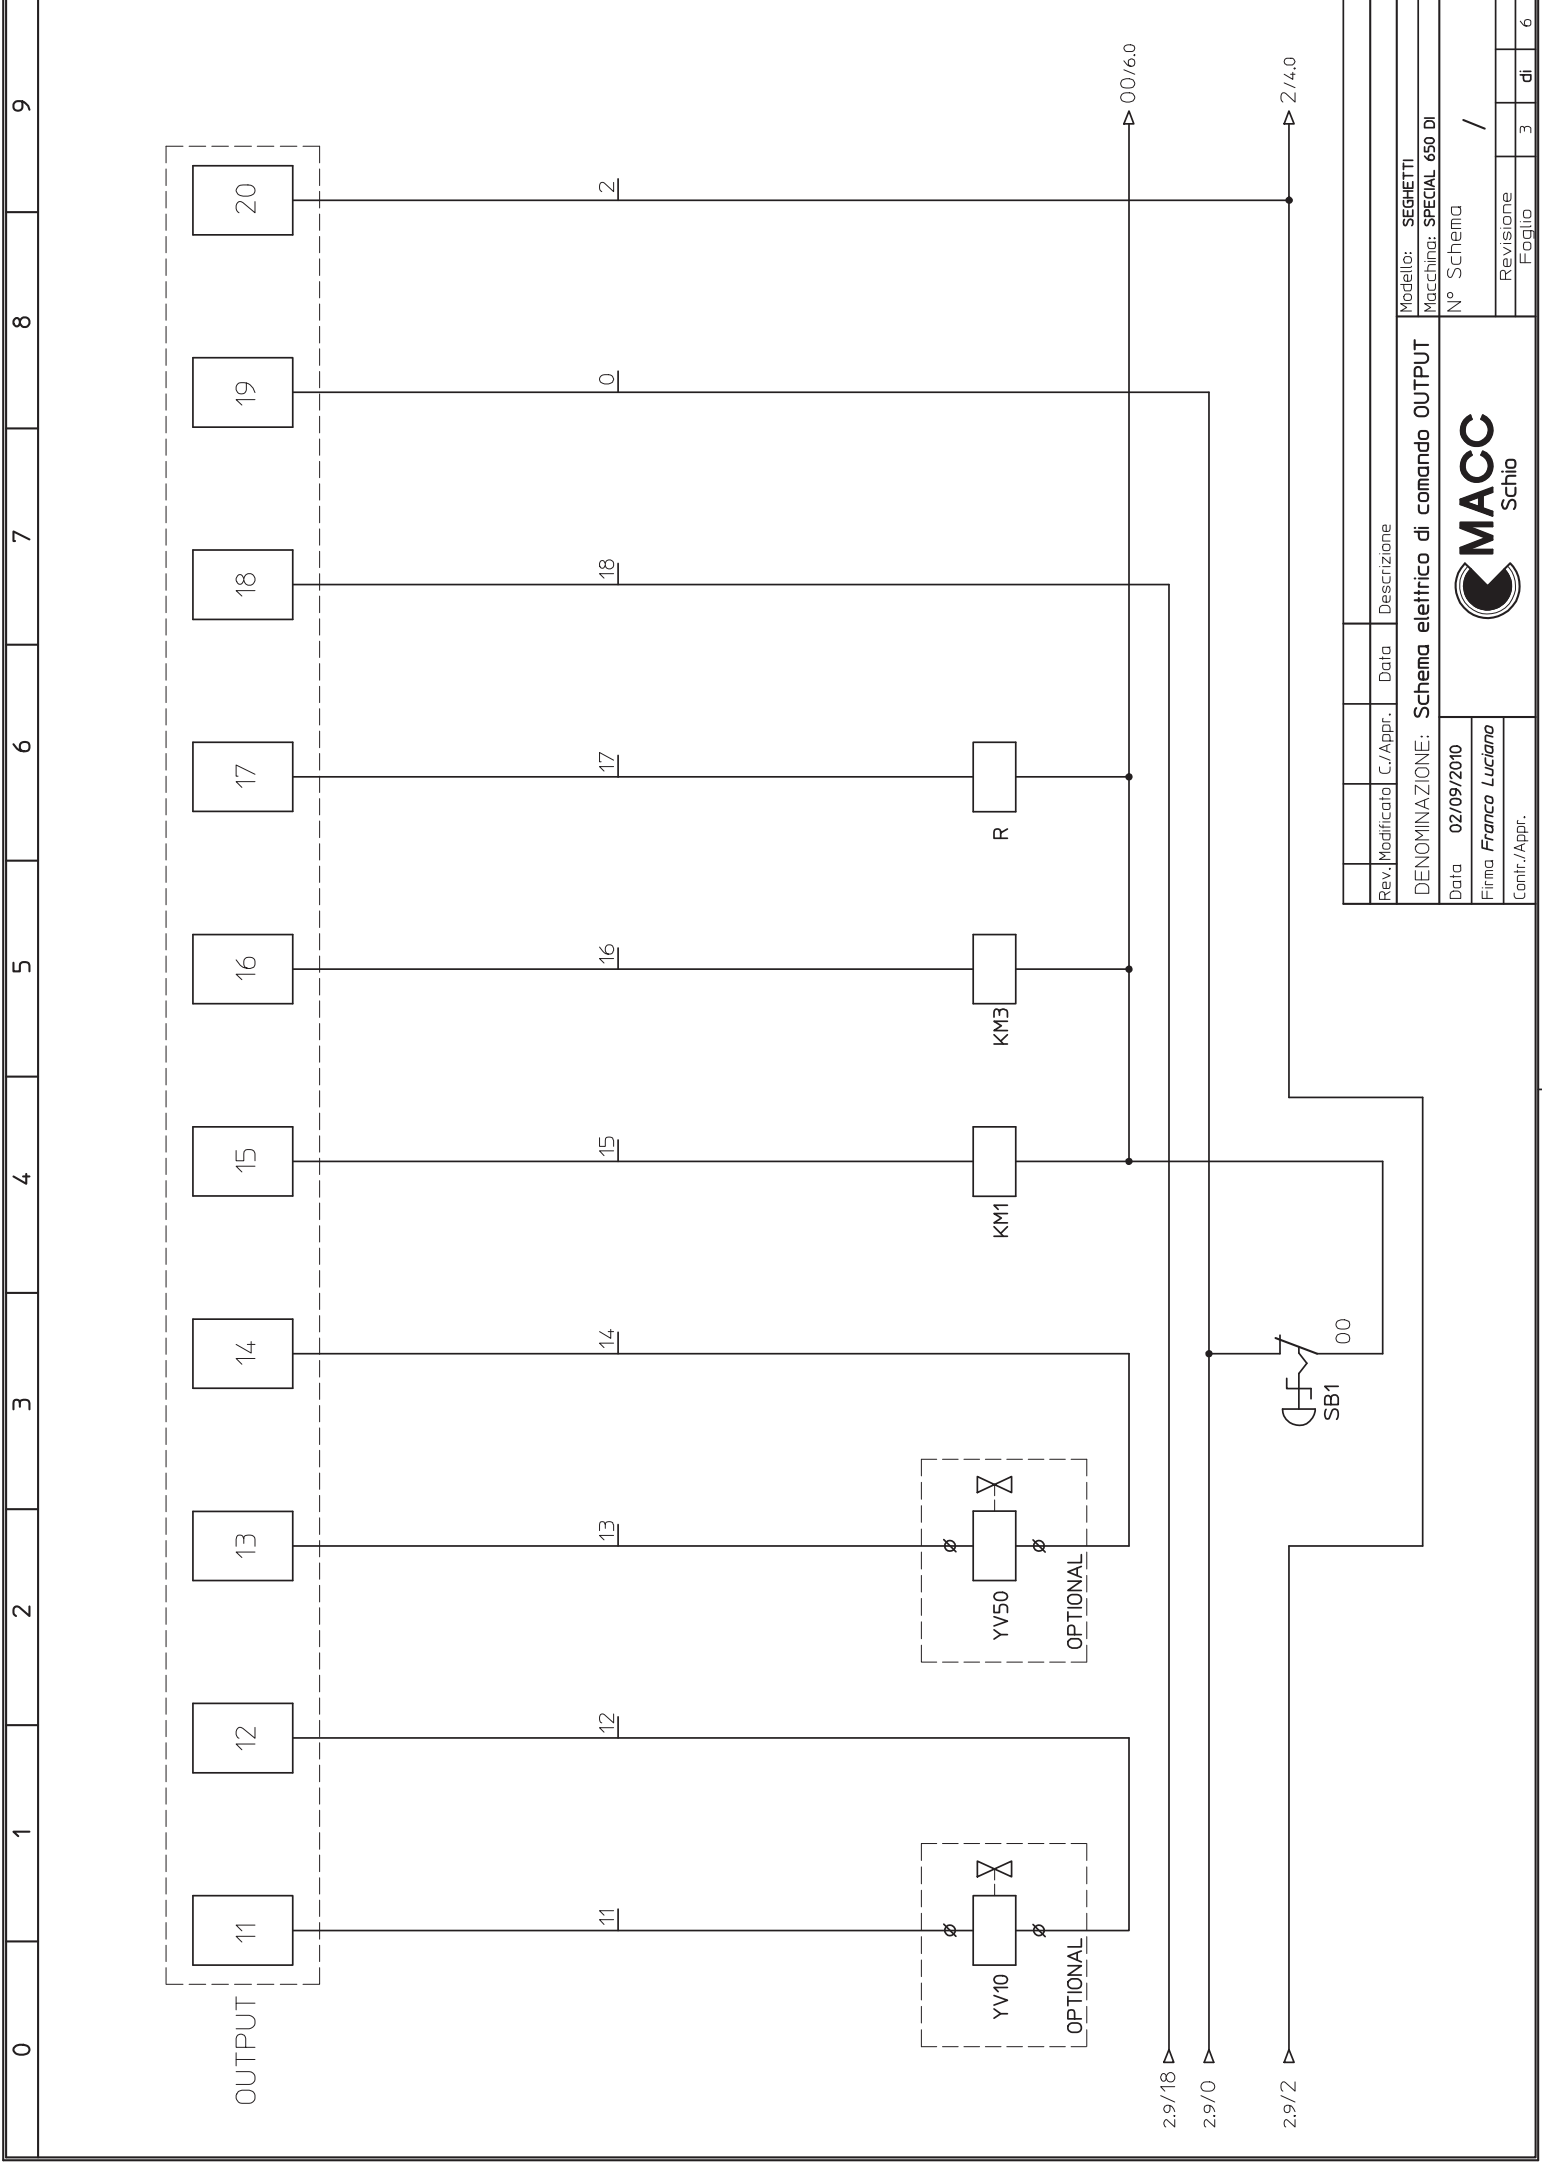 0 1 2 3 4 5 6 7 8 9
OUTPUT 11 12 13 14 15 16 17 18 19 20
11 12 13 14 15 16 17 18 0 2
YV10 YV50 KM1 KM3 R
OPTIONAL OPTIONAL
00/6.0
2.9/18
2.9/0
2.9/2 2/4.0
SB1 00
Rev. Modificato C./Appr. Data Descrizione
DENOMINAZIONE: Schema elettrico di comando OUTPUT
Modello: SEGHETTI
Macchina: SPECIAL 650 DI
Data 02/09/2010
Firma Franco Luciano
Contr./Appr.
MACC
Schio
N° Schema /
Revisione
Foglio 3 di 6